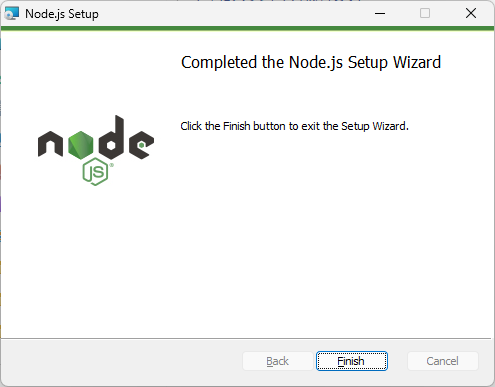 Node.js Setup
Completed the Node.js Setup Wizard
Click the Finish button to exit the Setup Wizard.
node
JS®
Back
Finish
Cancel